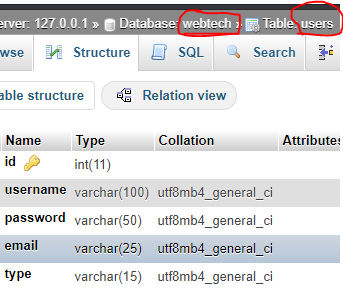 erver: 127.0.0.1 » Database: webtech » Table: users
wse Structure SQL Search
able structure Relation view
Name Type Collation Attributes
id int(11)
username varchar(100) utf8mb4_general_ci
password varchar(50) utf8mb4_general_ci
email varchar(25) utf8mb4_general_ci
type varchar(15) utf8mb4_general_ci